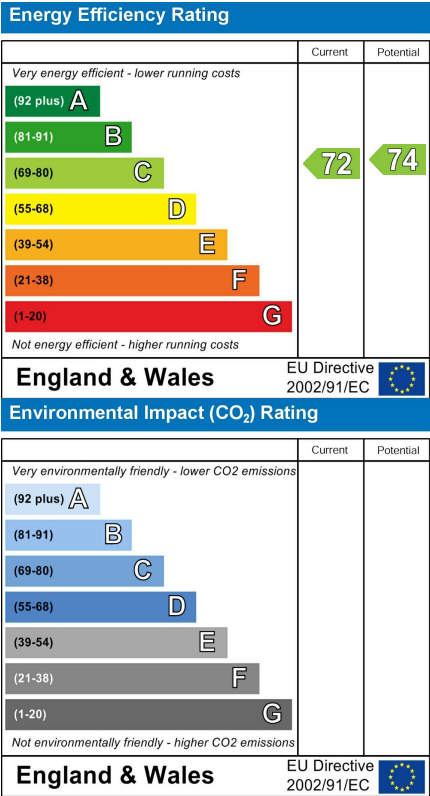 Energy Efficiency Rating
Current Potential
Very energy efficient - lower running costs
(92 plus) A
(81-91) B
(69-80) C
72 74
(55-68) D
(39-54) E
(21-38) F
(1-20) G
Not energy efficient - higher running costs
England & Wales
EU Directive
2002/91/EC
Environmental Impact (CO₂) Rating
Current Potential
Very environmentally friendly - lower CO2 emissions
(92 plus) A
(81-91) B
(69-80) C
(55-68) D
(39-54) E
(21-38) F
(1-20) G
Not environmentally friendly - higher CO2 emissions
England & Wales
EU Directive
2002/91/EC